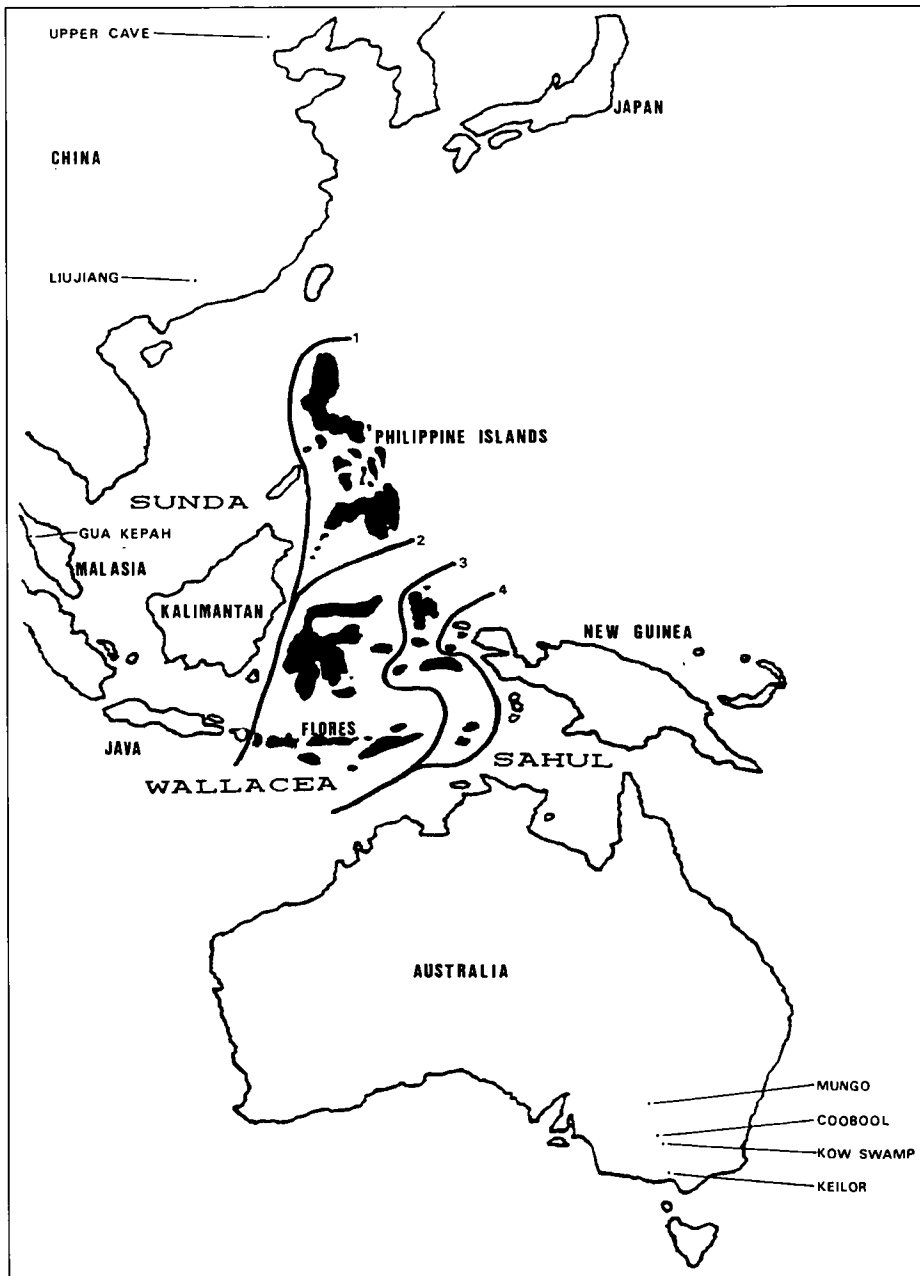 UPPER CAVE
JAPAN
CHINA
LIUJIANG
1
PHILIPPINE ISLANDS
SUNDA
GUA KEPAH
2
MALASIA
3
4
KALIMANTAN
NEW GUINEA
FLORES
JAVA
SAHUL
WALLACEA
AUSTRALIA
MUNGO
COOBOOL
KOW SWAMP
KEILOR